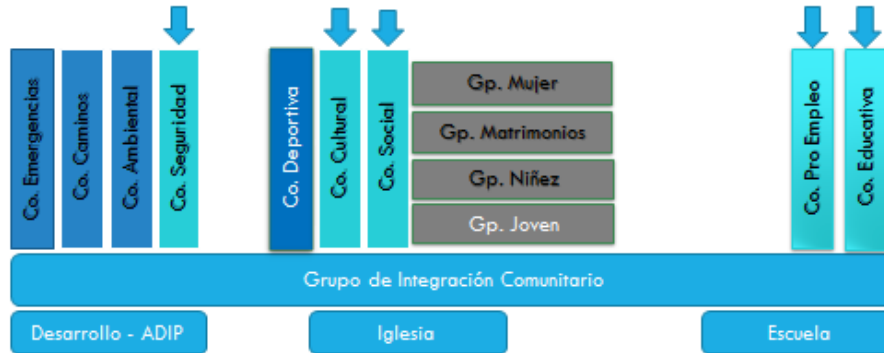 Co. Emergencias
Co. Caminos
Co. Ambiental
Co. Seguridad
Co. Deportiva
Co. Cultural
Co. Social
Gp. Mujer
Gp. Matrimonios
Gp. Niñez
Gp. Joven
Co. Pro Empleo
Co. Educativa
Grupo de Integración Comunitario
Desarrollo - ADIP
Iglesia
Escuela